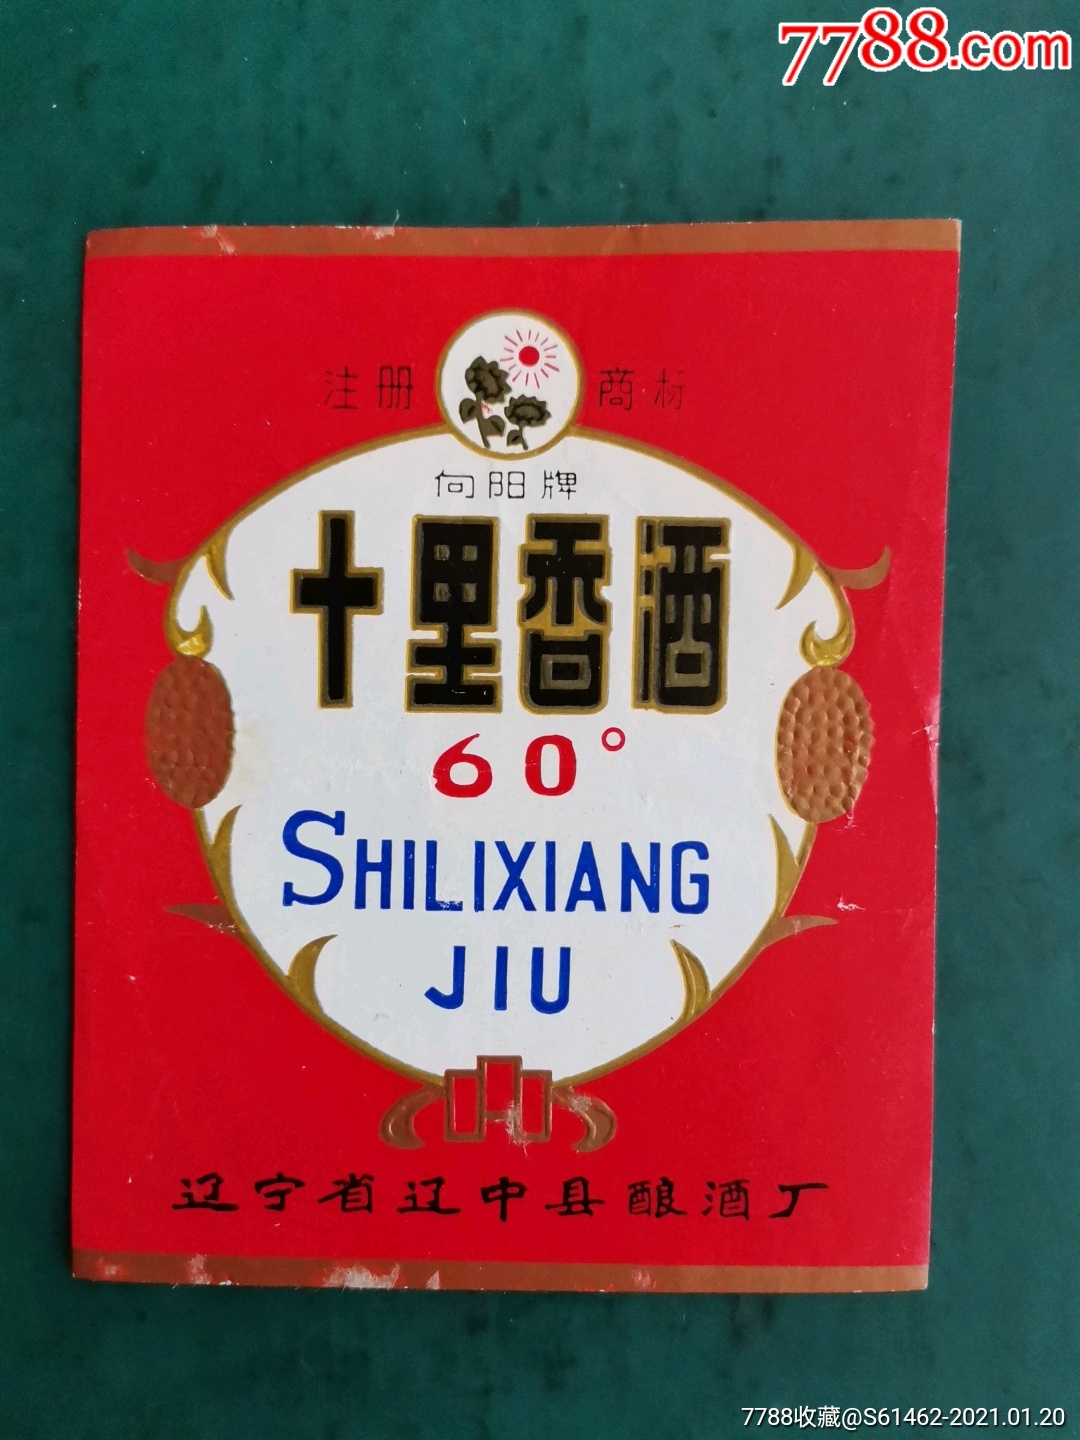 7788.com
注册 商标
向阳牌
十里香酒
60°
SHILIXIANG
JIU
辽宁省辽中县酿酒厂
7788收藏@S61462-2021.01.20